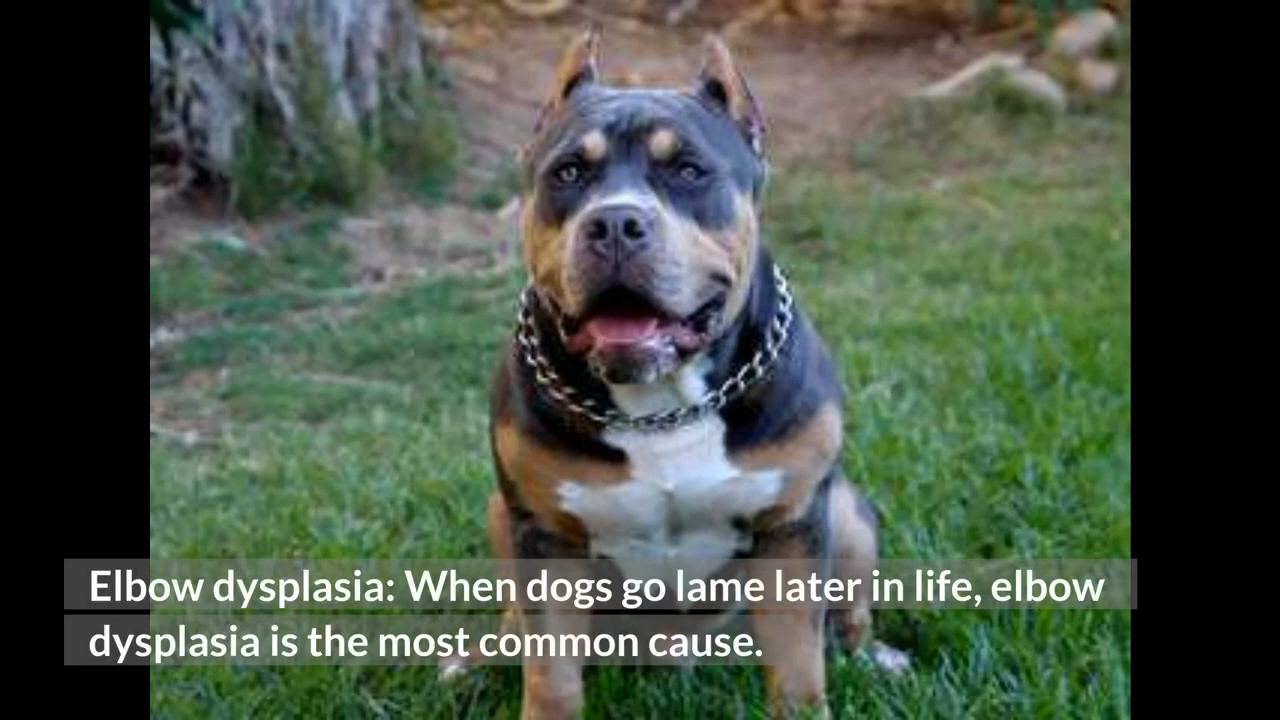 Elbow dysplasia: When dogs go lame later in life, elbow
dysplasia is the most common cause.